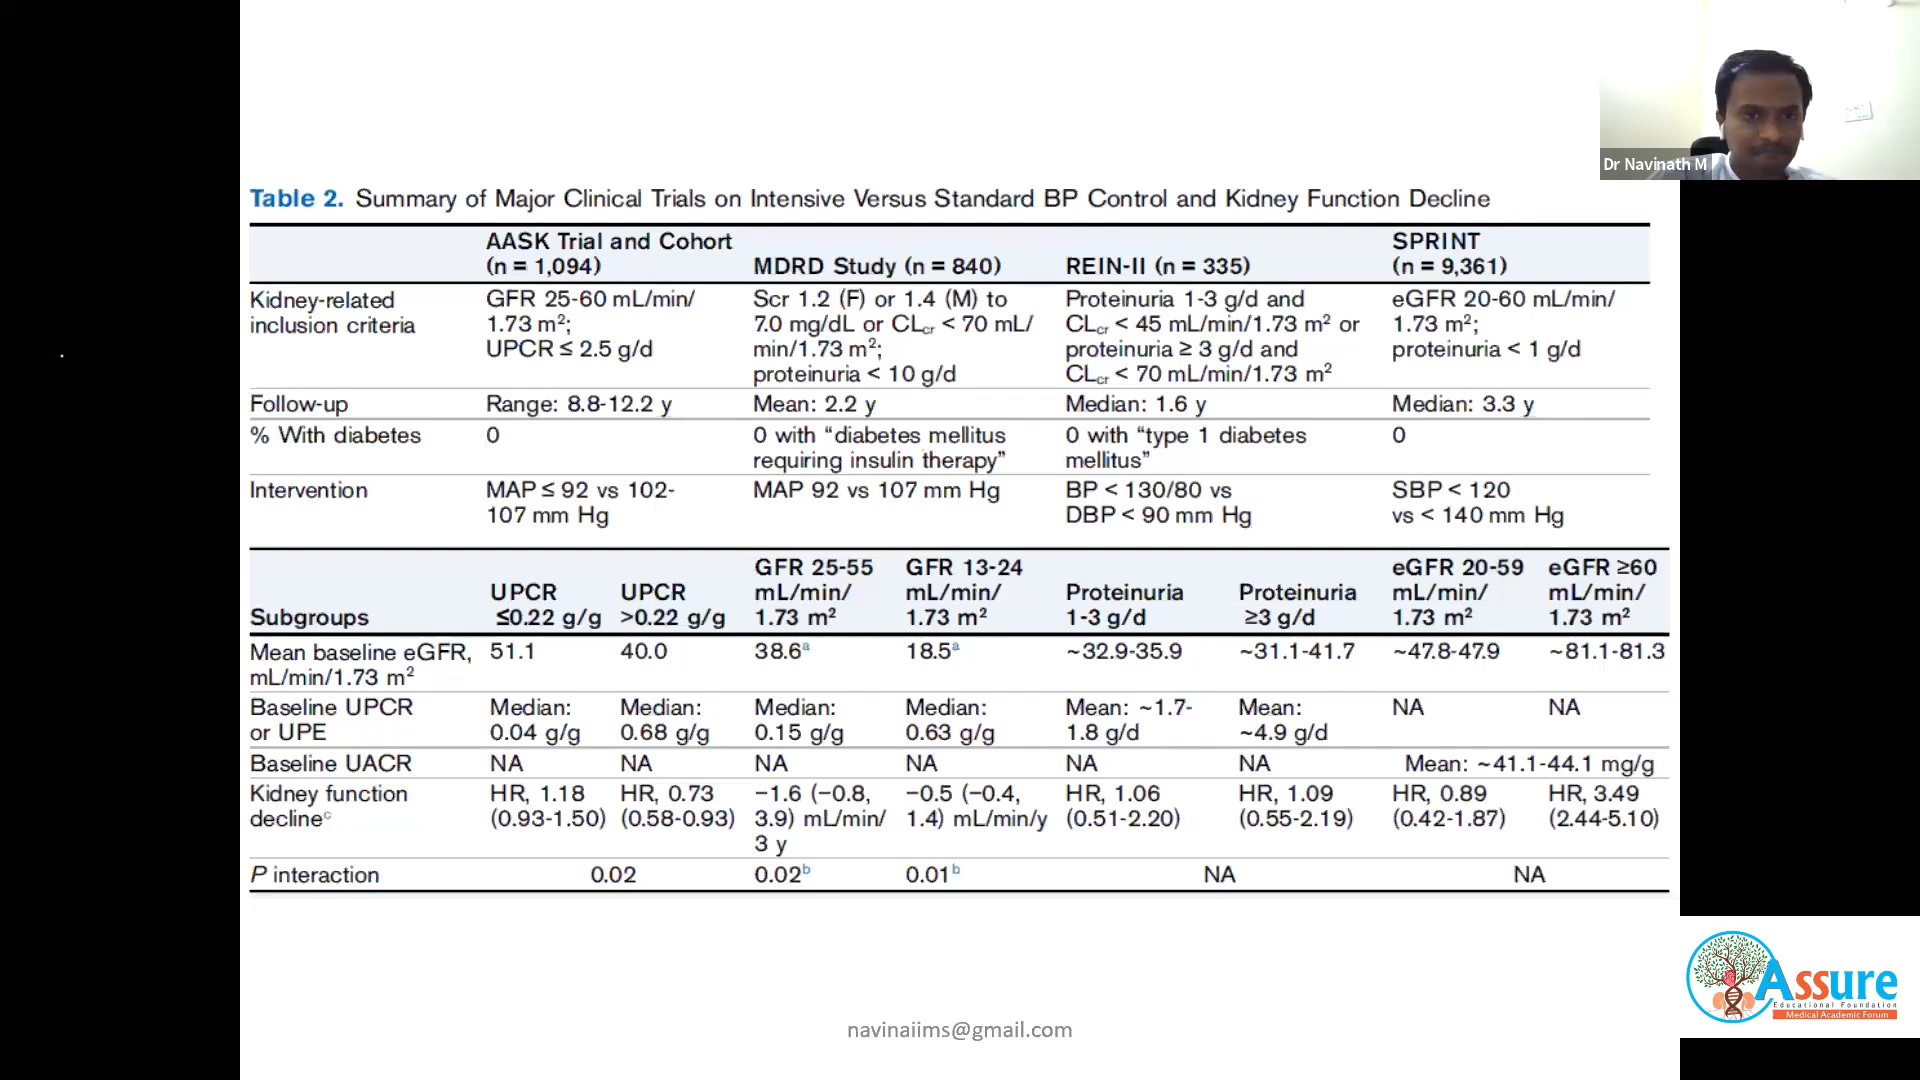 Dr Navinath M
Table 2. Summary of Major Clinical Trials on Intensive Versus Standard BP Control and Kidney Function Decline
AASK Trial and Cohort (n = 1,094) MDRD Study (n = 840) REIN-II (n = 335) SPRINT (n = 9,361)
Kidney-related inclusion criteria GFR 25-60 mL/min/1.73 m²; UPCR ≤ 2.5 g/d Scr 1.2 (F) or 1.4 (M) to 7.0 mg/dL or CLcr < 70 mL/min/1.73 m²; proteinuria < 10 g/d Proteinuria 1-3 g/d and CLcr < 45 mL/min/1.73 m² or proteinuria ≥ 3 g/d and CLcr < 70 mL/min/1.73 m² eGFR 20-60 mL/min/1.73 m²; proteinuria < 1 g/d
Follow-up Range: 8.8-12.2 y Mean: 2.2 y Median: 1.6 y Median: 3.3 y
% With diabetes 0 0 with “diabetes mellitus requiring insulin therapy” 0 with “type 1 diabetes mellitus” 0
Intervention MAP ≤ 92 vs 102-107 mm Hg MAP 92 vs 107 mm Hg BP < 130/80 vs DBP < 90 mm Hg SBP < 120 vs < 140 mm Hg
Subgroups UPCR ≤0.22 g/g UPCR >0.22 g/g GFR 25-55 mL/min/1.73 m² GFR 13-24 mL/min/1.73 m² Proteinuria 1-3 g/d Proteinuria ≥3 g/d eGFR 20-59 mL/min/1.73 m² eGFR ≥60 mL/min/1.73 m²
Mean baseline eGFR, mL/min/1.73 m² 51.1 40.0 38.6ᵃ 18.5ᵃ ~32.9-35.9 ~31.1-41.7 ~47.8-47.9 ~81.1-81.3
Baseline UPCR or UPE Median: 0.04 g/g Median: 0.68 g/g Median: 0.15 g/g Median: 0.63 g/g Mean: ~1.7-1.8 g/d Mean: ~4.9 g/d NA NA
Baseline UACR NA NA NA NA NA NA Mean: ~41.1-44.1 mg/g
Kidney function declineᶜ HR, 1.18 (0.93-1.50) HR, 0.73 (0.58-0.93) −1.6 (−0.8, 3.9) mL/min/3 y −0.5 (−0.4, 1.4) mL/min/y HR, 1.06 (0.51-2.20) HR, 1.09 (0.55-2.19) HR, 0.89 (0.42-1.87) HR, 3.49 (2.44-5.10)
P interaction 0.02 0.02ᵇ 0.01ᵇ NA NA
navinaiims@gmail.com
Assure
Educational Foundation
Medical Academic Forum